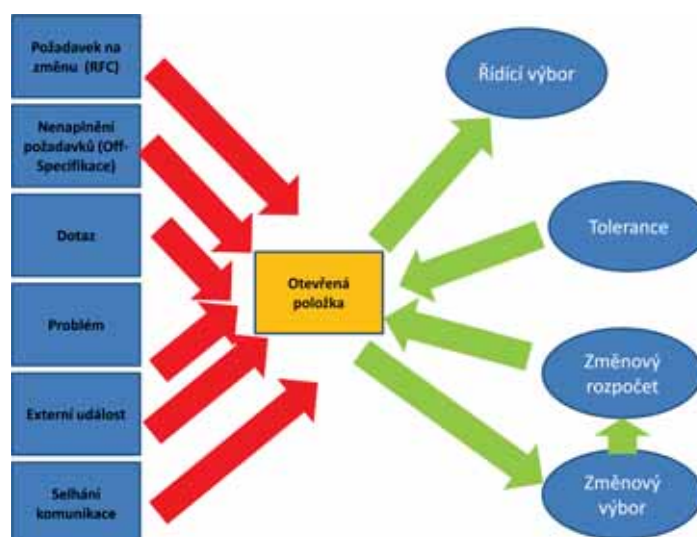 Požadavek na
změnu (RFC)
Nenaplnění
požadavků (Off-
Specifikace)
Dotaz
Problém
Externí událost
Selhání
komunikace
Otevřená
položka
Řídící výbor
Tolerance
Změnový
rozpočet
Změnový
výbor